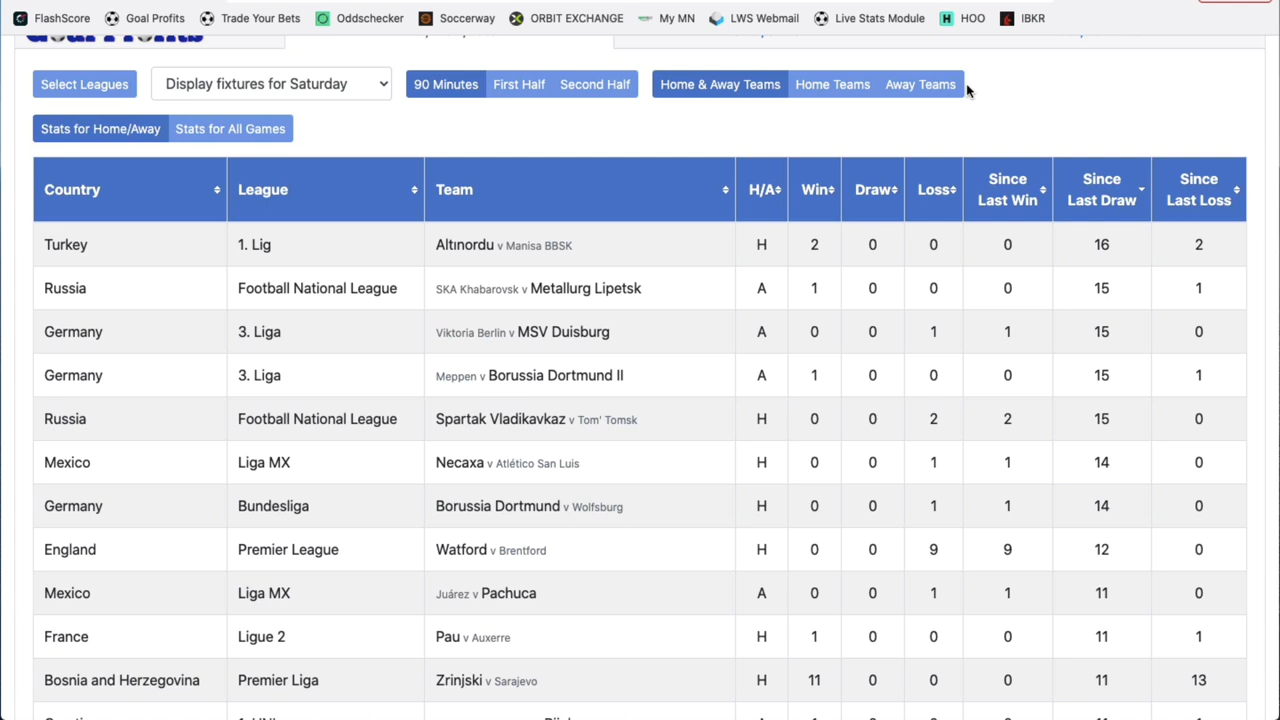 FlashScore Goal Profits Trade Your Bets Oddschecker Soccerway ORBIT EXCHANGE My MN LWS Webmail Live Stats Module HOO IBKR
Select Leagues Display fixtures for Saturday 90 Minutes First Half Second Half Home & Away Teams Home Teams Away Teams
Stats for Home/Away Stats for All Games
Country League Team H/A Win Draw Loss Since Last Win Since Last Draw Since Last Loss
Turkey 1. Lig Altınordu v Manisa BBSK H 2 0 0 0 16 2
Russia Football National League SKA Khabarovsk v Metallurg Lipetsk A 1 0 0 0 15 1
Germany 3. Liga Viktoria Berlin v MSV Duisburg A 0 0 1 1 15 0
Germany 3. Liga Meppen v Borussia Dortmund II A 1 0 0 0 15 1
Russia Football National League Spartak Vladikavkaz v Tom' Tomsk H 0 0 2 2 15 0
Mexico Liga MX Necaxa v Atlético San Luis H 0 0 1 1 14 0
Germany Bundesliga Borussia Dortmund v Wolfsburg H 0 0 1 1 14 0
England Premier League Watford v Brentford H 0 0 9 9 12 0
Mexico Liga MX Juárez v Pachuca A 0 0 1 1 11 0
France Ligue 2 Pau v Auxerre H 1 0 0 0 11 1
Bosnia and Herzegovina Premier Liga Zrinjski v Sarajevo H 11 0 0 0 11 13